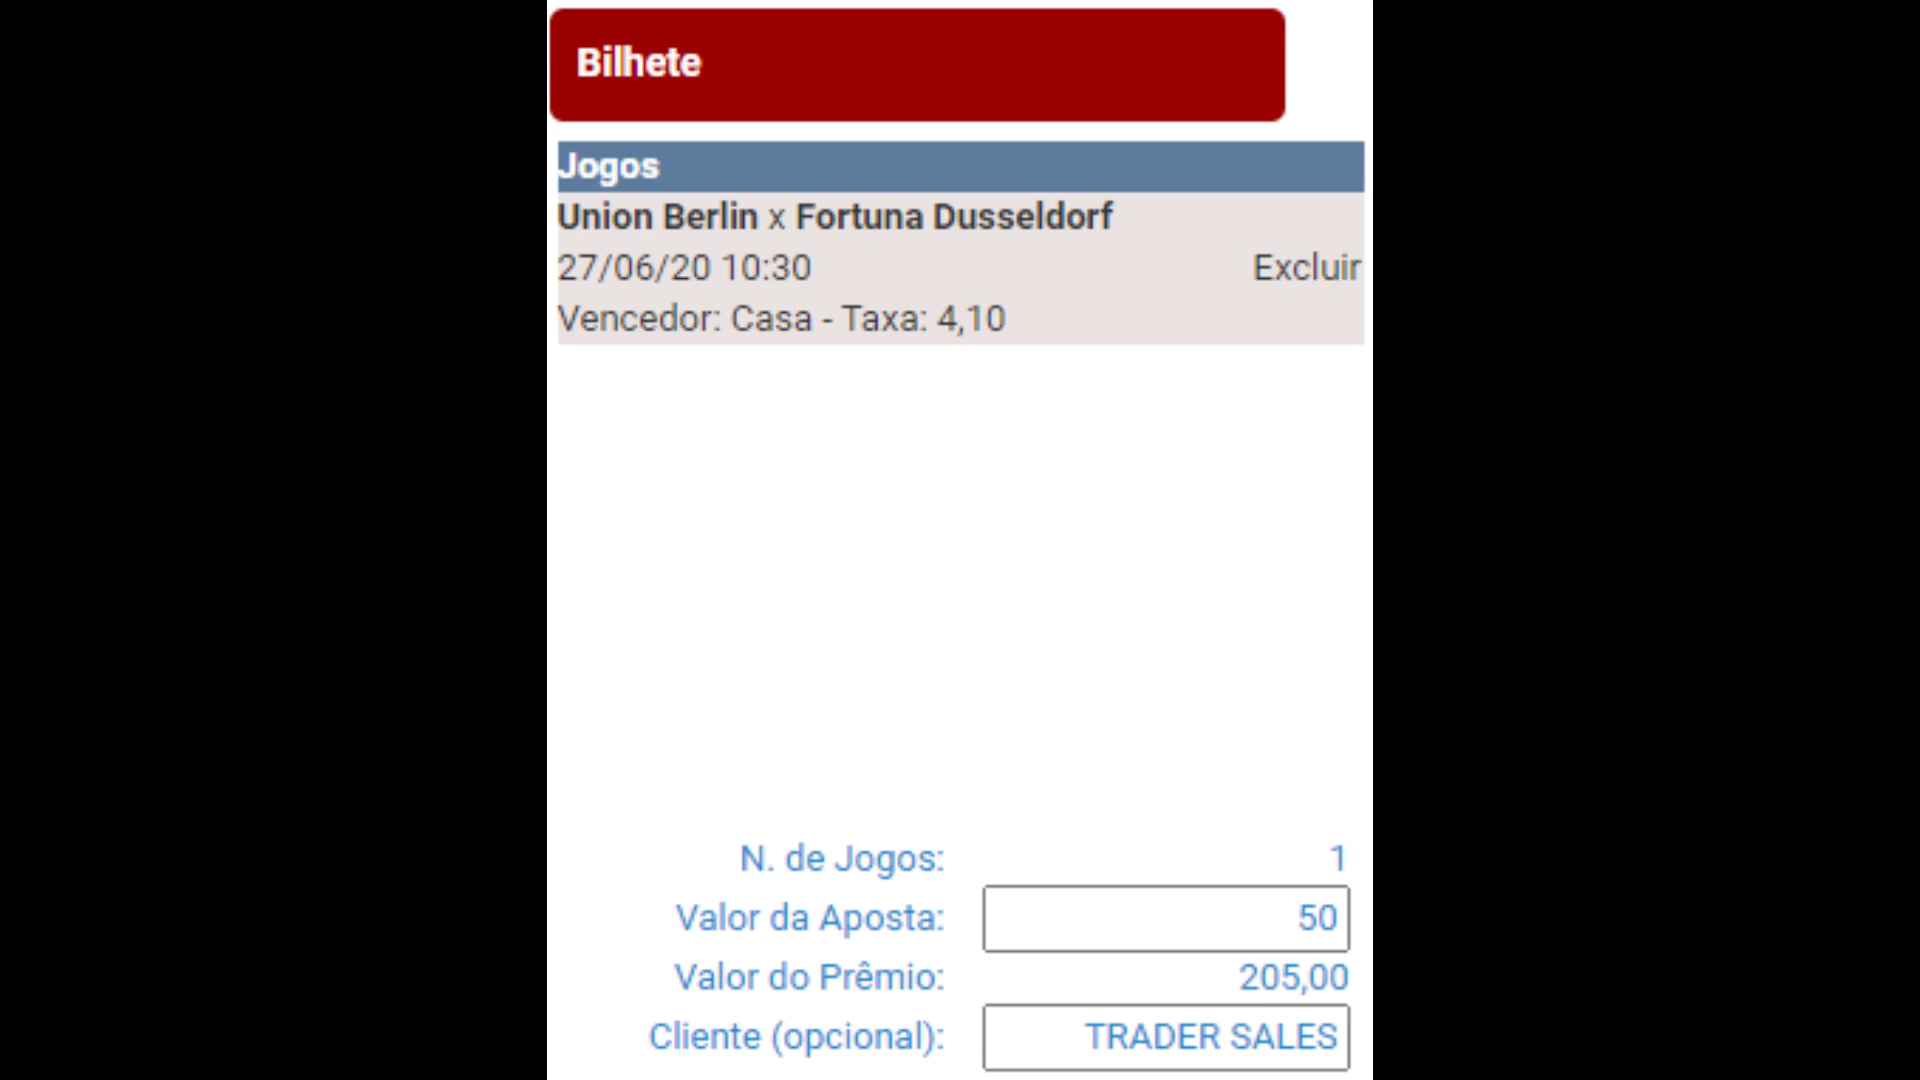 Bilhete
Jogos
Union Berlin x Fortuna Dusseldorf
27/06/20 10:30 Excluir
Vencedor: Casa - Taxa: 4,10
N. de Jogos: 1
Valor da Aposta: 50
Valor do Prêmio: 205,00
Cliente (opcional): TRADER SALES